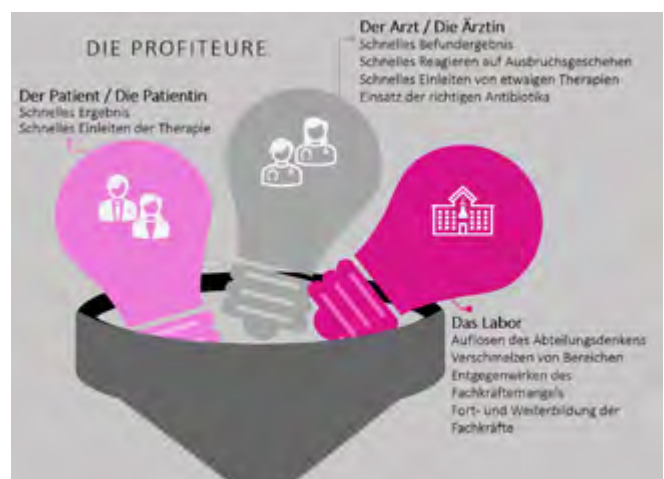 DIE PROFITEURE
Der Arzt / Die Ärztin
Schnelles Befundergebnis
Schnelles Reagieren auf Ausbruchsgeschehen
Schnelles Einleiten von etwaigen Therapien
Einsatz der richtigen Antibiotika
Der Patient / Die Patientin
Schnelles Ergebnis
Schnelles Einleiten der Therapie
Das Labor
Auflösen des Abteilungsdenkens
Verschmelzen von Bereichen
Entgegenwirken des
Fachkräftemangels
Fort- und Weiterbildung der
Fachkräfte